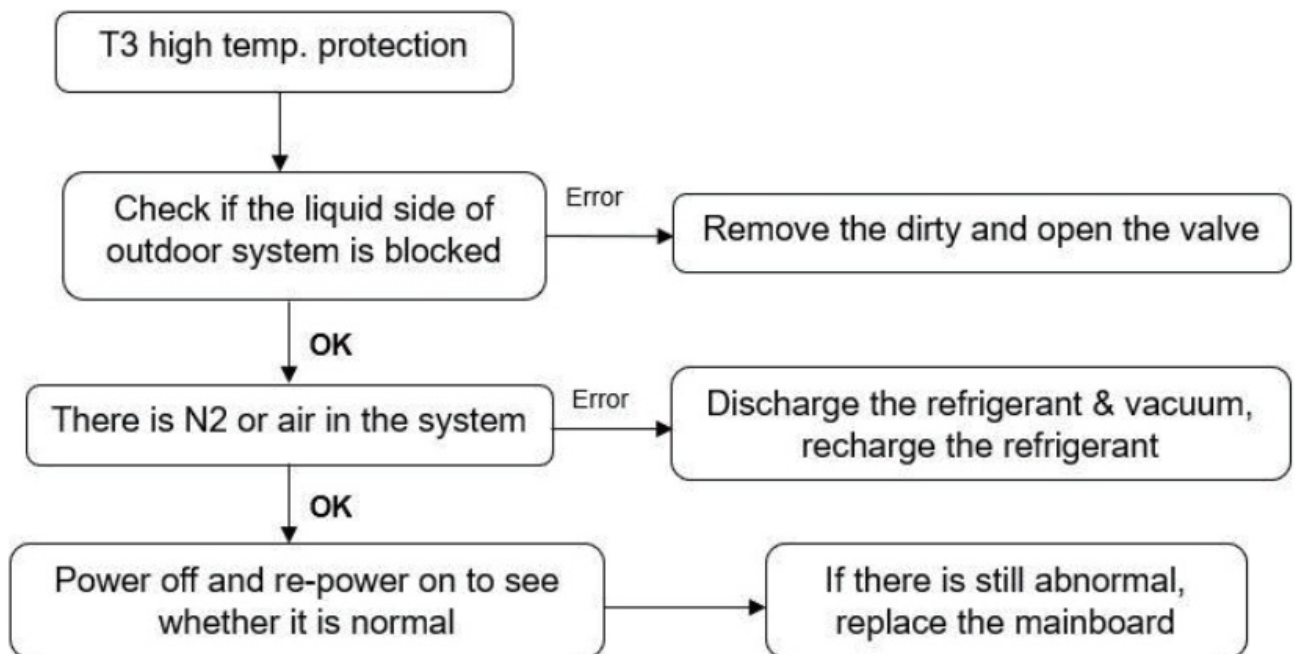 T3 high temp. protection
Check if the liquid side of
outdoor system is blocked
Error
Remove the dirty and open the valve
OK
There is N2 or air in the system
Error
Discharge the refrigerant & vacuum,
recharge the refrigerant
OK
Power off and re-power on to see
whether it is normal
If there is still abnormal,
replace the mainboard